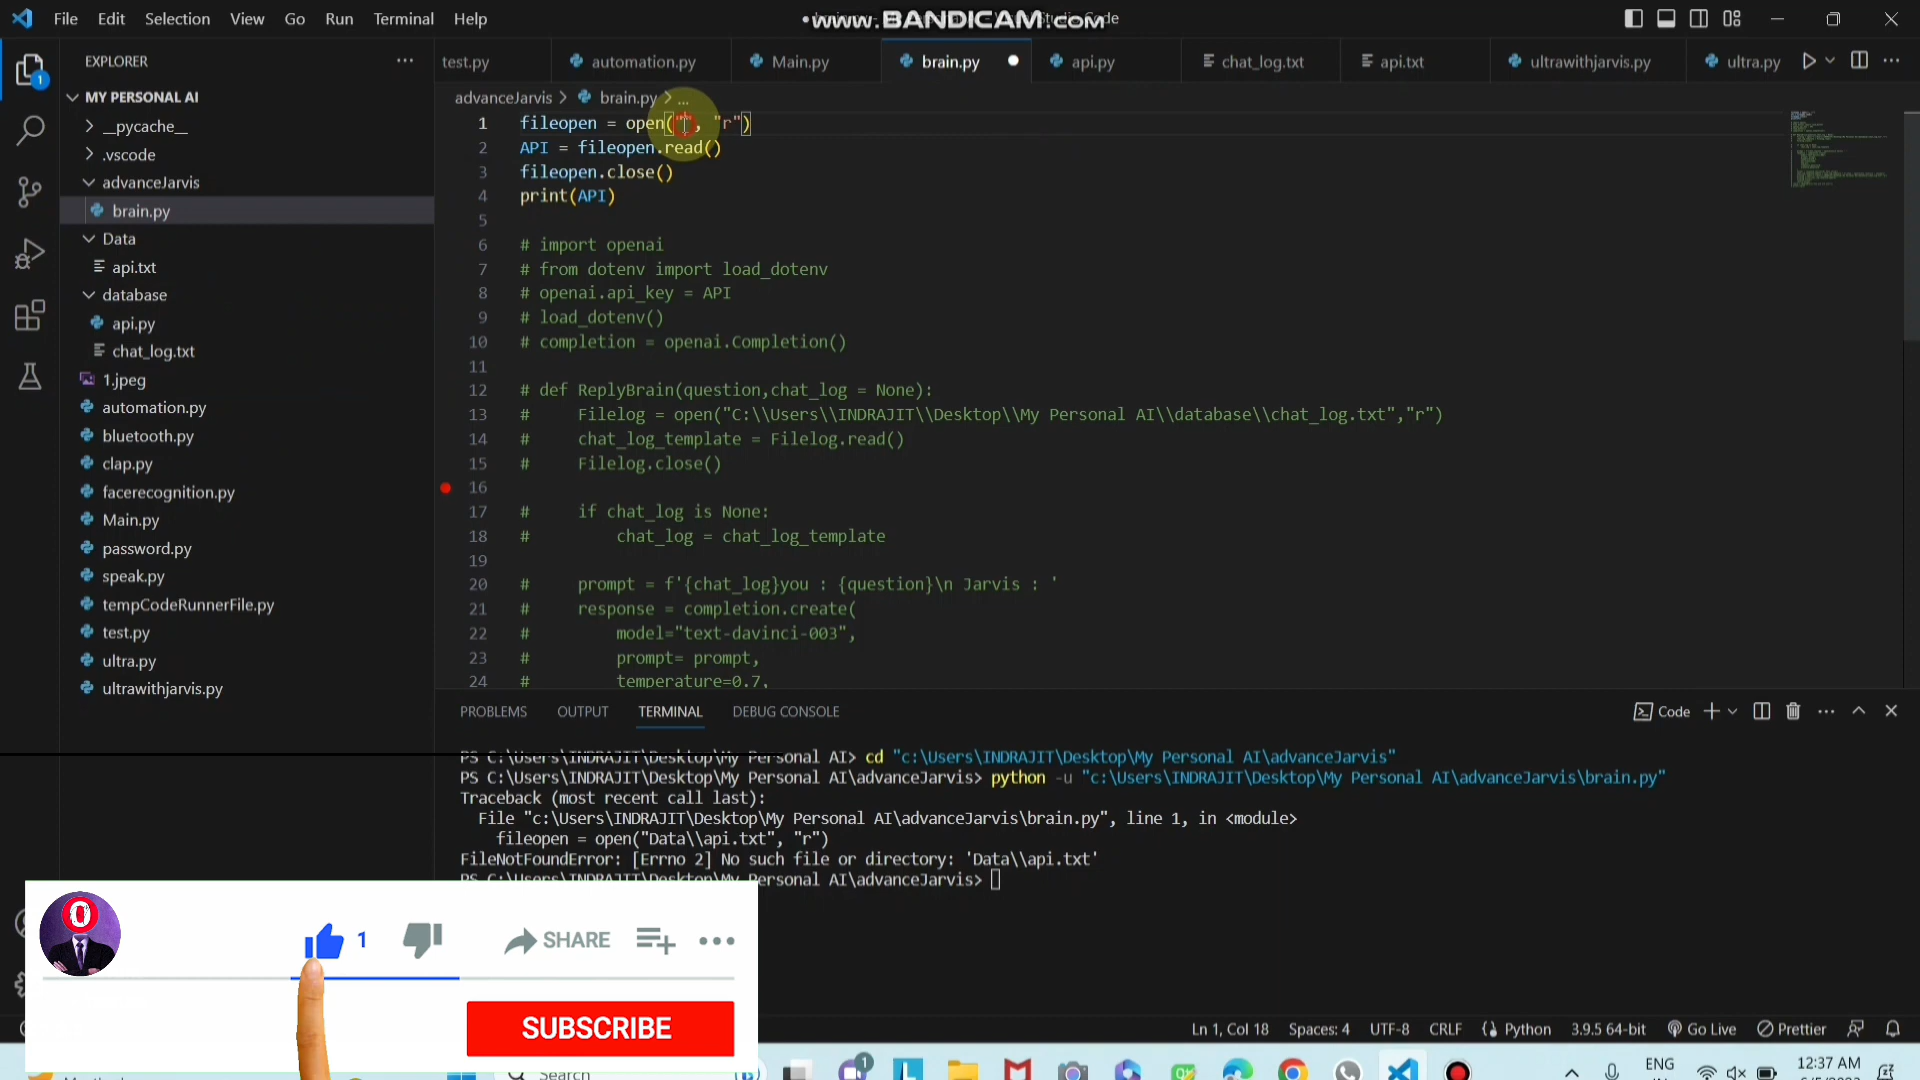 File Edit Selection View Go Run Terminal Help
www.BANDICAM.com
Code
EXPLORER
test.py automation.py Main.py brain.py api.py chat_log.txt api.txt ultrawithjarvis.py ultra.py
MY PERSONAL AI
__pycache__
.vscode
advanceJarvis
brain.py
Data
api.txt
database
api.py
chat_log.txt
1.jpeg
automation.py
bluetooth.py
clap.py
facerecognition.py
Main.py
password.py
speak.py
tempCodeRunnerFile.py
test.py
ultra.py
ultrawithjarvis.py
1
advanceJarvis > brain.py > ...
1 fileopen = open("", "r")
2 API = fileopen.read()
3 fileopen.close()
4 print(API)
5
6 # import openai
7 # from dotenv import load_dotenv
8 # openai.api_key = API
9 # load_dotenv()
10 # completion = openai.Completion()
11
12 # def ReplyBrain(question,chat_log = None):
13 #     Filelog = open("C:\\Users\\INDRAJIT\\Desktop\\My Personal AI\\database\\chat_log.txt","r")
14 #     chat_log_template = Filelog.read()
15 #     Filelog.close()
16
17 #     if chat_log is None:
18 #         chat_log = chat_log_template
19
20 #     prompt = f'{chat_log}you : {question}\n Jarvis : '
21 #     response = completion.create(
22 #         model="text-davinci-003",
23 #         prompt= prompt,
24 #         temperature=0.7,
PROBLEMS OUTPUT TERMINAL DEBUG CONSOLE
Code
PS C:\Users\INDRAJIT\Desktop\My Personal AI> cd "c:\Users\INDRAJIT\Desktop\My Personal AI\advanceJarvis"
PS C:\Users\INDRAJIT\Desktop\My Personal AI\advanceJarvis> python -u "c:\Users\INDRAJIT\Desktop\My Personal AI\advanceJarvis\brain.py"
Traceback (most recent call last):
File "c:\Users\INDRAJIT\Desktop\My Personal AI\advanceJarvis\brain.py", line 1, in <module>
fileopen = open("Data\\api.txt", "r")
FileNotFoundError: [Errno 2] No such file or directory: 'Data\\api.txt'
PS C:\Users\INDRAJIT\Desktop\My Personal AI\advanceJarvis>
O
1 SHARE
SUBSCRIBE
Ln 1, Col 18 Spaces: 4 UTF-8 CRLF Python 3.9.5 64-bit Go Live Prettier
Search
1
ENG
12:37 AM